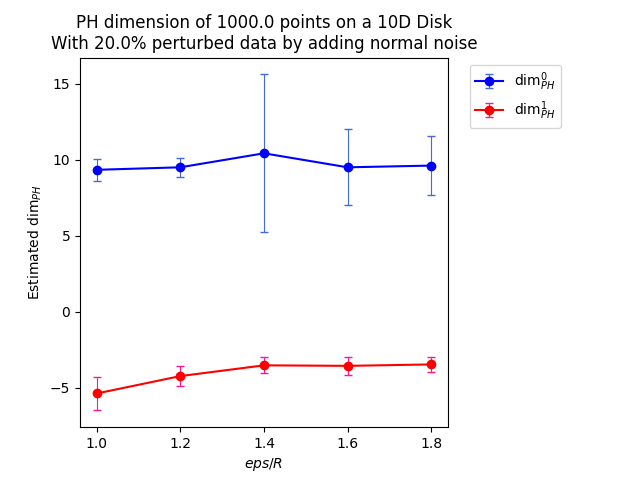 PH dimension of 1000.0 points on a 10D Disk
With 20.0% perturbed data by adding normal noise
15
10
5
0
−5
Estimated dim_{PH}
1.0 1.2 1.4 1.6 1.8
eps/R
dim^0_{PH}
dim^1_{PH}